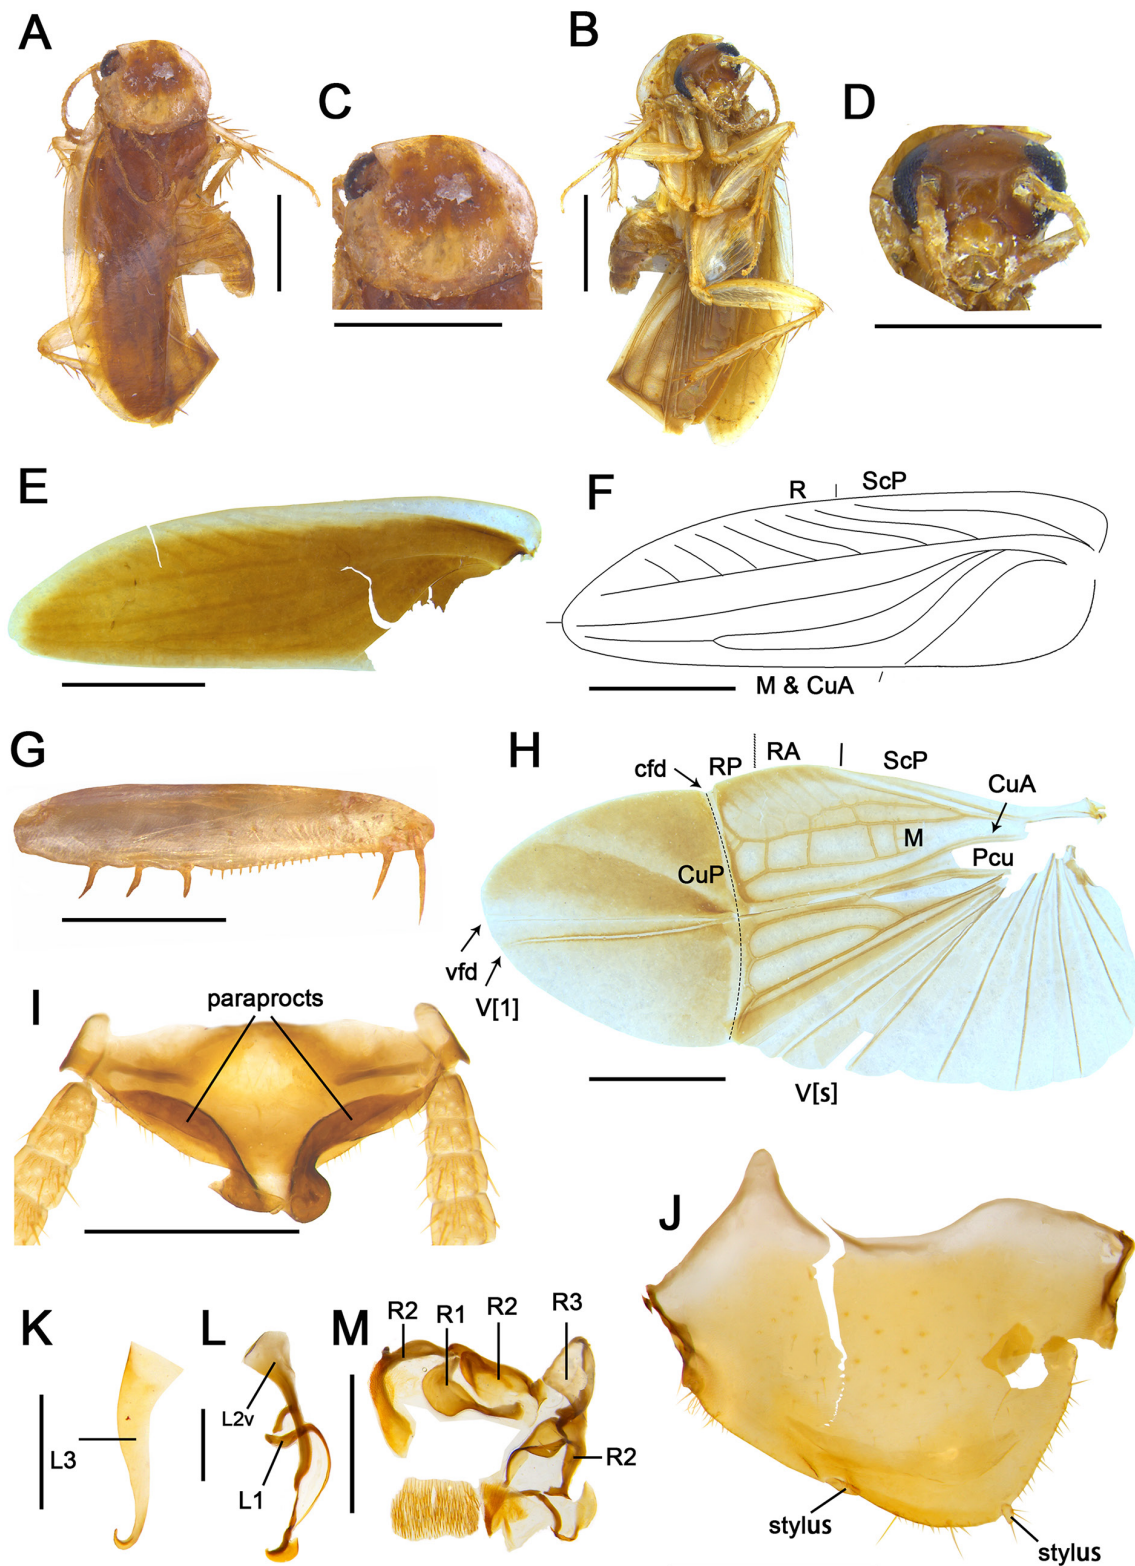 A
B
C
D
E
F
R
ScP
M & CuA
G
H
cfd
RP
RA
ScP
CuA
M
Pcu
CuP
vfd
V[1]
V[s]
I
paraprocts
J
stylus
stylus
K
L3
L
L2v
L1
M
R2
R1
R2
R3
R2